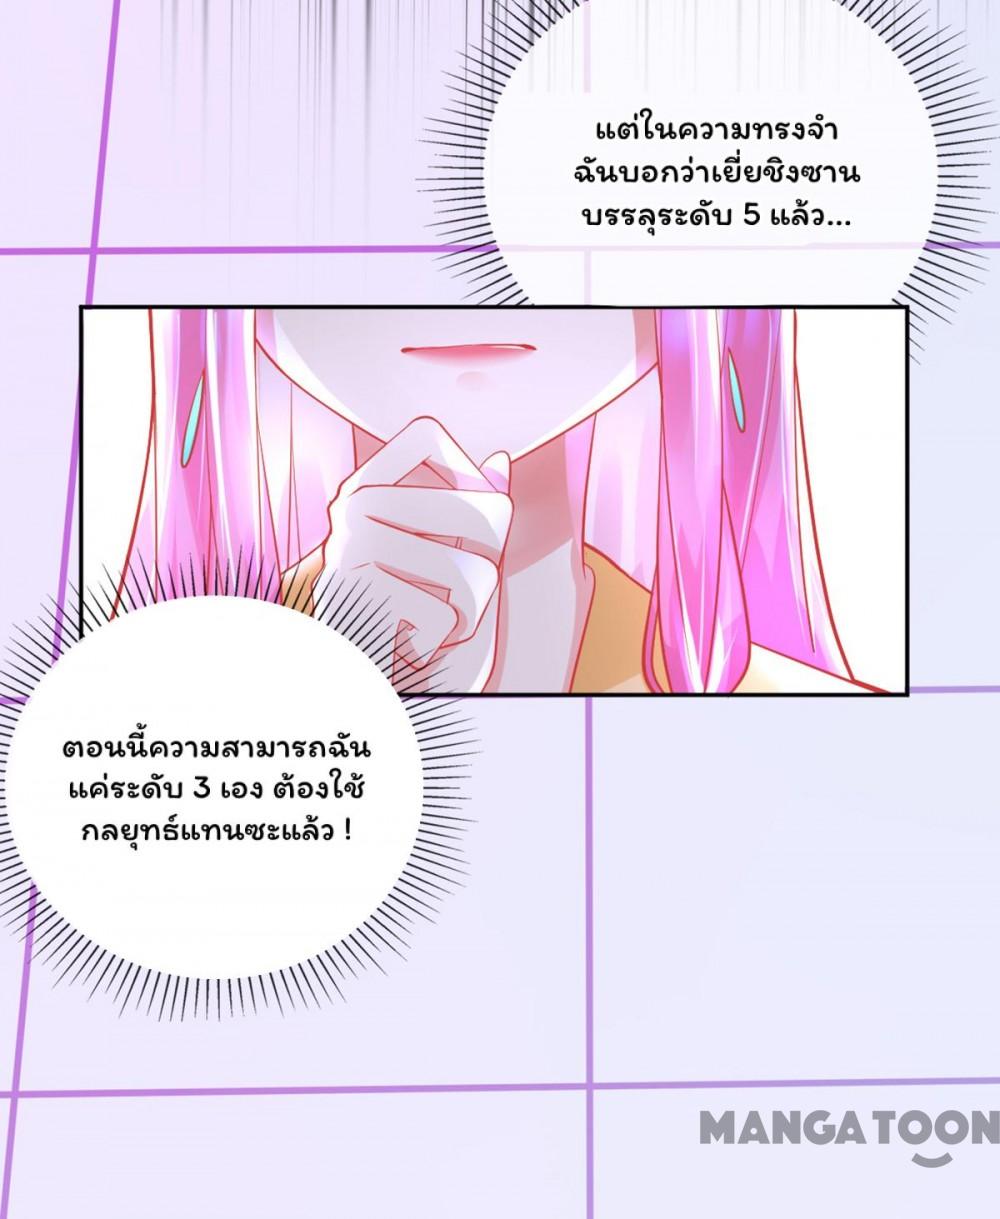 แต่ในความทรงจำ
ฉันบอกว่าเยี่ยชิงซาน
บรรลุระดับ 5 แล้ว...
ตอนนี้ความสามารถฉัน
แค่ระดับ 3 เอง ต้องใช้
กลยุทธ์แทนซะแล้ว !
MANGATOON